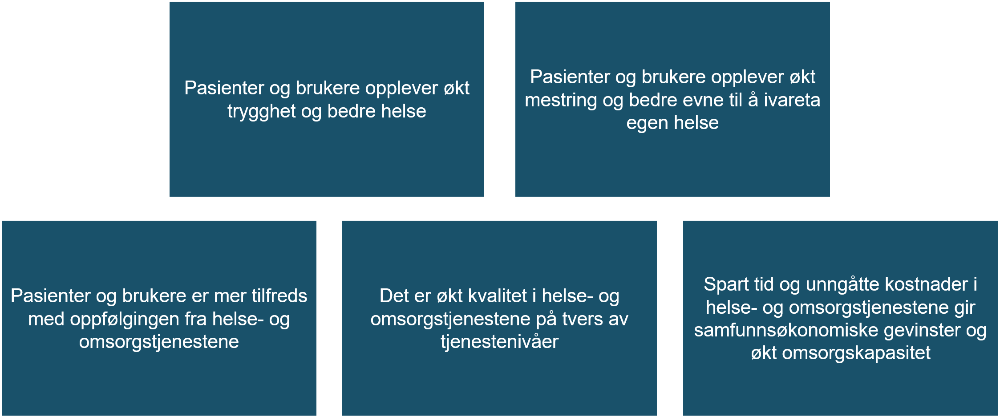 Pasienter og brukere opplever økt
trygghet og bedre helse
Pasienter og brukere opplever økt
mestring og bedre evne til å ivareta
egen helse
Pasienter og brukere er mer tilfreds
med oppfølgingen fra helse- og
omsorgstjenestene
Det er økt kvalitet i helse- og
omsorgstjenestene på tvers av
tjenestenivåer
Spart tid og unngåtte kostnader i
helse- og omsorgstjenestene gir
samfunnsøkonomiske gevinster og
økt omsorgskapasitet